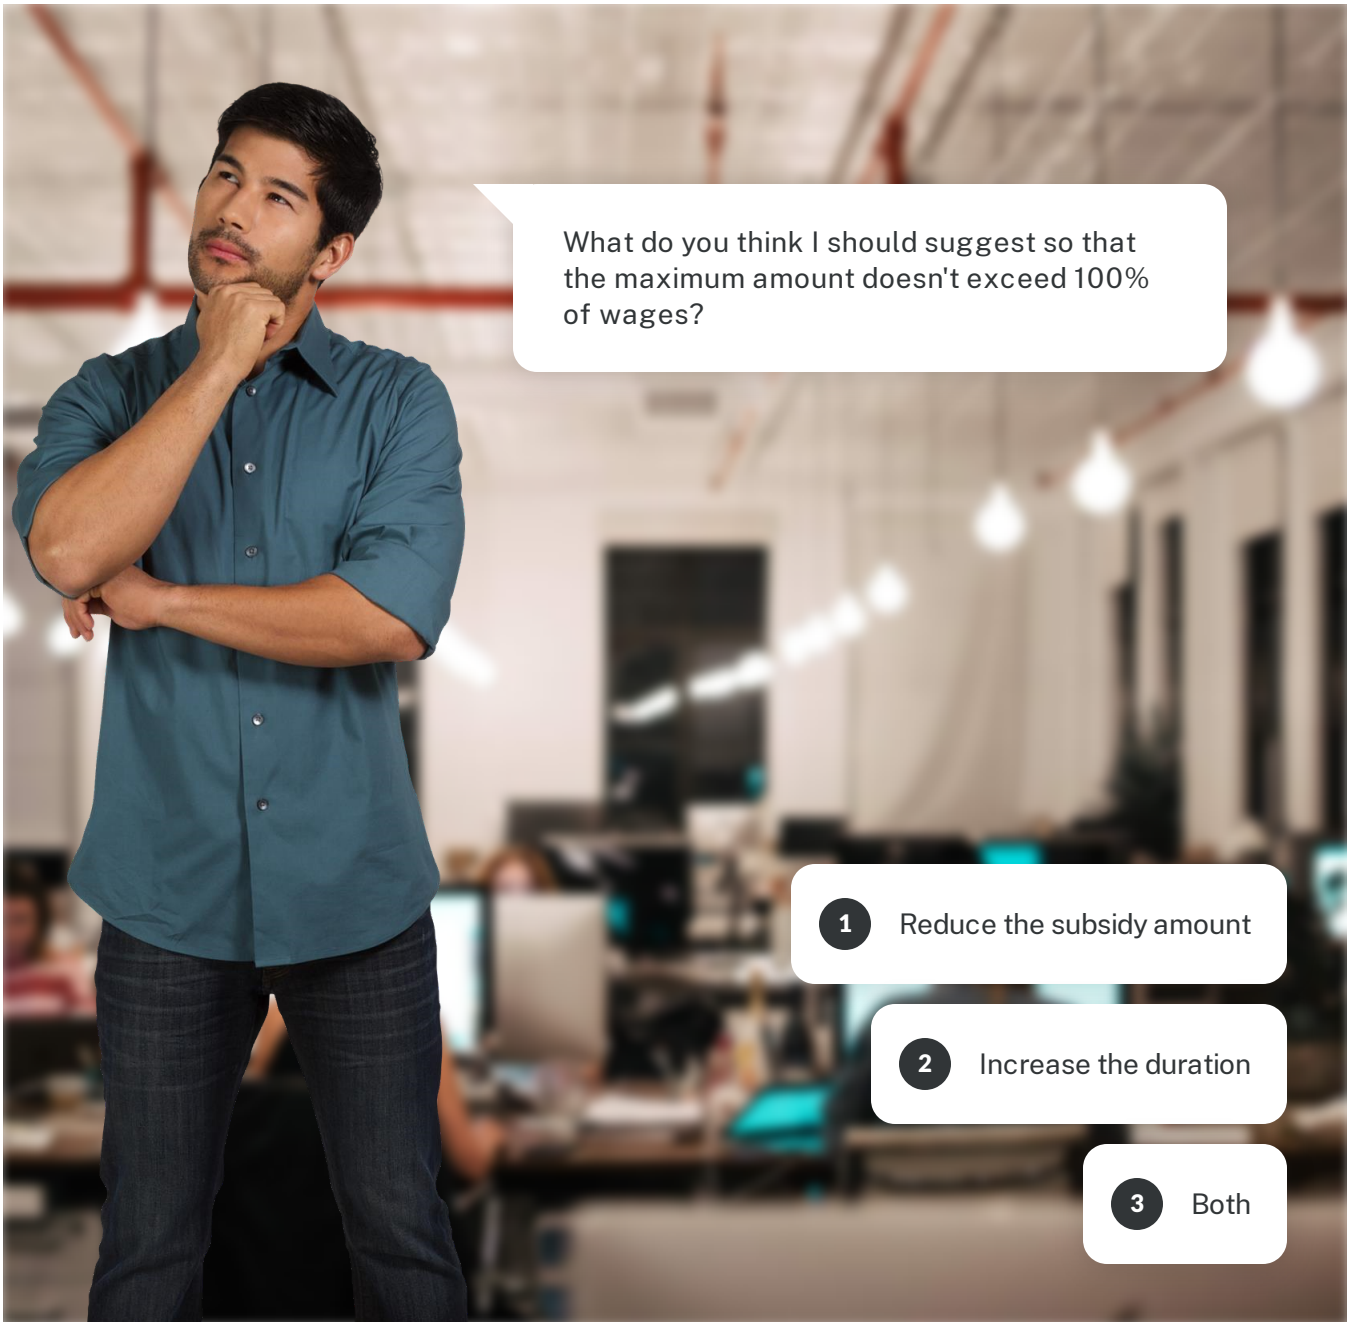 What do you think I should suggest so that
the maximum amount doesn't exceed 100%
of wages?
1 Reduce the subsidy amount
2 Increase the duration
3 Both